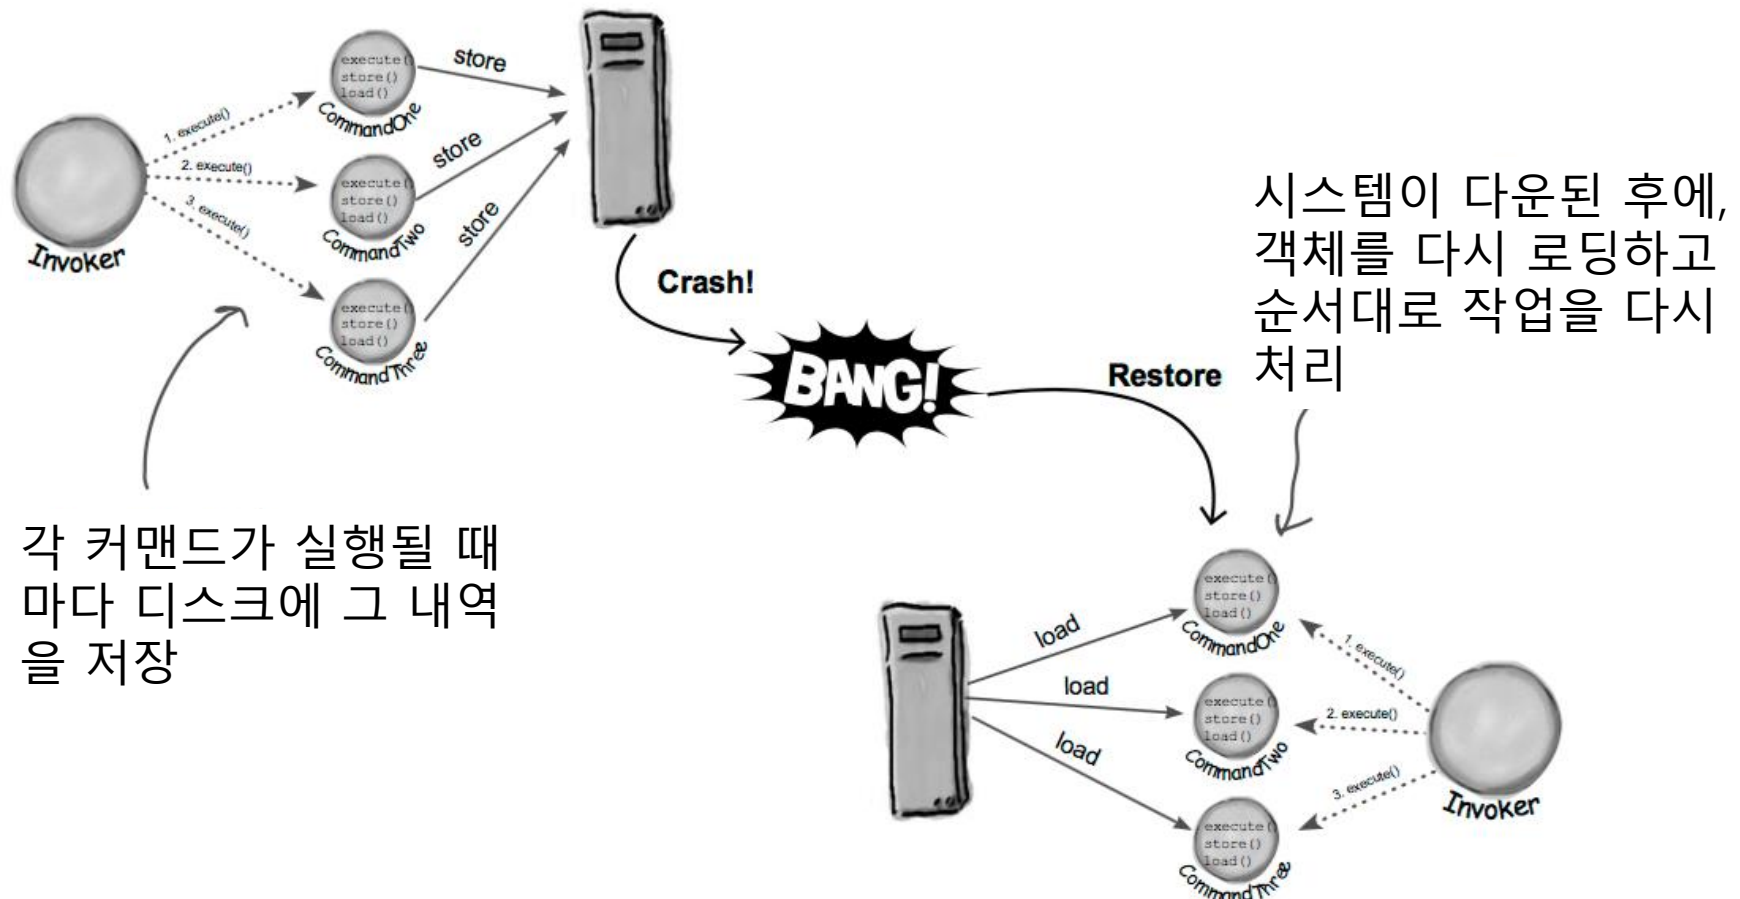 execute()
store()
load()
CommandOne
store
1. execute()
2. execute()
3. execute()
Invoker
execute()
store()
load()
CommandTwo
store
execute()
store()
load()
CommandThree
store
Crash!
BANG!
Restore
시스템이 다운된 후에,
객체를 다시 로딩하고
순서대로 작업을 다시
처리
각 커맨드가 실행될 때
마다 디스크에 그 내역
을 저장
load
load
load
execute()
store()
load()
CommandOne
execute()
store()
load()
CommandTwo
execute()
store()
load()
CommandThree
1. execute()
2. execute()
3. execute()
Invoker